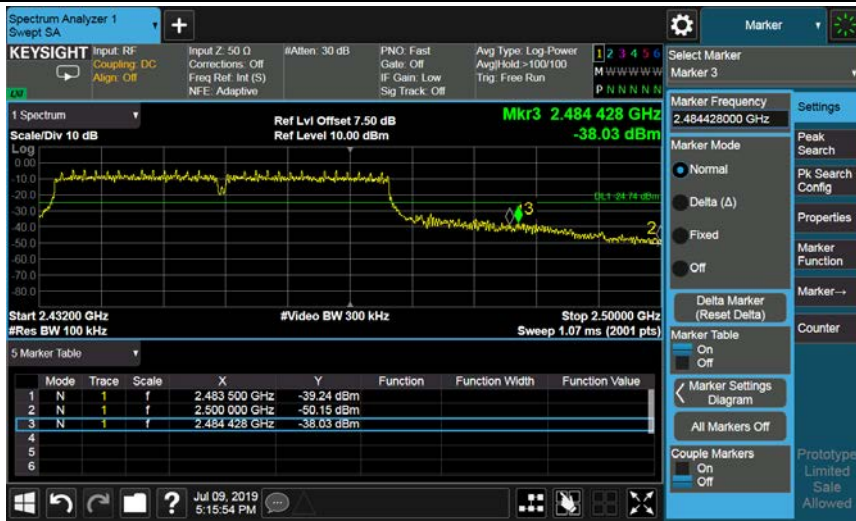 Spectrum Analyzer 1
Swept SA
Marker
KEYSIGHT
Input: RF
Coupling: DC
Align: Off
Input Z: 50 Ω
Corrections: Off
Freq Ref: Int (S)
NFE: Adaptive
#Atten: 30 dB
PNO: Fast
Gate: Off
IF Gain: Low
Sig Track: Off
Avg Type: Log-Power
Avg|Hold:>100/100
Trig: Free Run
1 2 3 4 5 6
M W W W W W
P N N N N N
LXI
Select Marker
Marker 3
1 Spectrum
Ref Lvl Offset 7.50 dB
Mkr3 2.484 428 GHz
Scale/Div 10 dB
Ref Level 10.00 dBm
-38.03 dBm
Log
0.00
-10.0
-20.0
-30.0
-40.0
-50.0
-60.0
-70.0
-80.0
DL1 -24.74 dBm
3
2
Start 2.43200 GHz
#Video BW 300 kHz
Stop 2.50000 GHz
#Res BW 100 kHz
Sweep 1.07 ms (2001 pts)
5 Marker Table
Mode Trace Scale X Y Function Function Width Function Value
1 N 1 f 2.483 500 GHz -39.24 dBm
2 N 1 f 2.500 000 GHz -50.15 dBm
3 N 1 f 2.484 428 GHz -38.03 dBm
4
5
6
Marker Frequency
2.484428000 GHz
Marker Mode
Normal
Delta (Δ)
Fixed
Off
Delta Marker
(Reset Delta)
Marker Table
On
Off
Marker Settings
Diagram
All Markers Off
Couple Markers
On
Off
Settings
Peak
Search
Pk Search
Config
Properties
Marker
Function
Marker→
Counter
Prototype
Limited
Sale
Allowed
?
Jul 09, 2019
5:15:54 PM